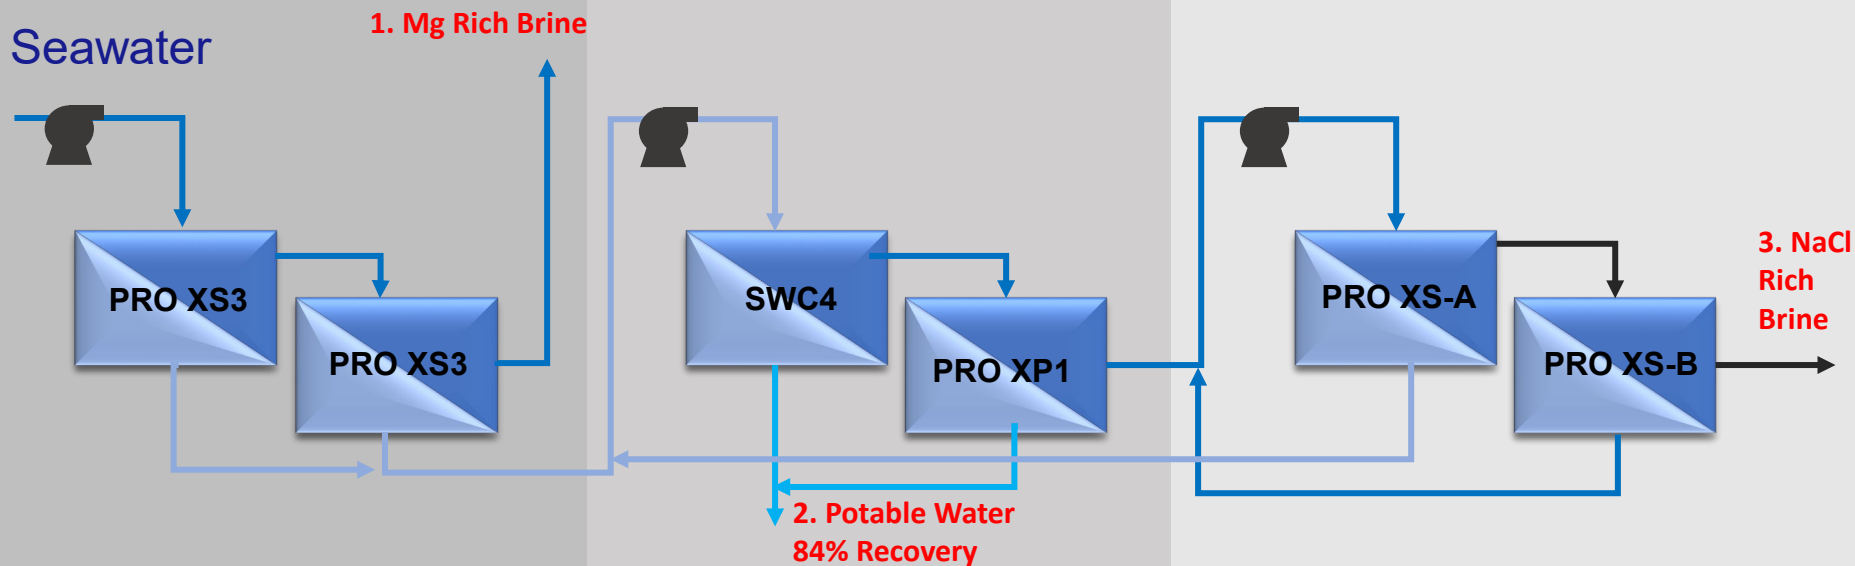 Seawater
1. Mg Rich Brine
PRO XS3
PRO XS3
SWC4
PRO XP1
2. Potable Water
84% Recovery
PRO XS-A
PRO XS-B
3. NaCl
Rich
Brine